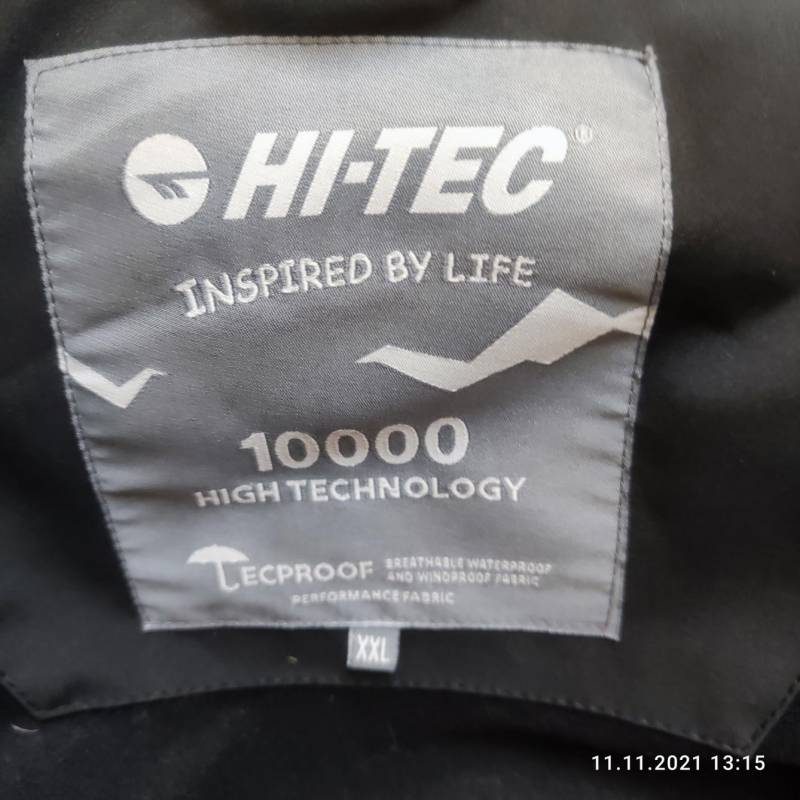 HI-TEC®
INSPIRED BY LIFE
10000
HIGH TECHNOLOGY
TECPROOF BREATHABLE WATERPROOF
AND WINDPROOF FABRIC
PERFORMANCE FABRIC
XXL
11.11.2021 13:15